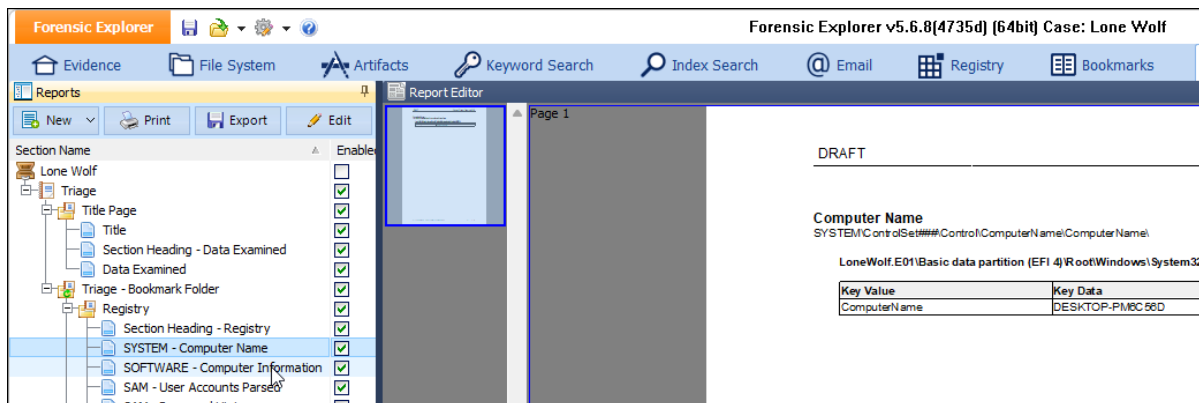 Forensic Explorer
Forensic Explorer v5.6.8(4735d) (64bit) Case: Lone Wolf
Evidence File System Artifacts Keyword Search Index Search Email Registry Bookmarks
Reports
Report Editor
New Print Export Edit
Section Name Enabled
Lone Wolf
Triage
Title Page
Title
Section Heading - Data Examined
Data Examined
Triage - Bookmark Folder
Registry
Section Heading - Registry
SYSTEM - Computer Name
SOFTWARE - Computer Information
SAM - User Accounts Parsed
Page 1
DRAFT
Computer Name
SYSTEM\ControlSet###\Control\ComputerName\ComputerName\
LoneWolf.E01\Basic data partition (EFI 4)\Root\Windows\System32
Key Value Key Data
ComputerName DESKTOP-PM6C56D